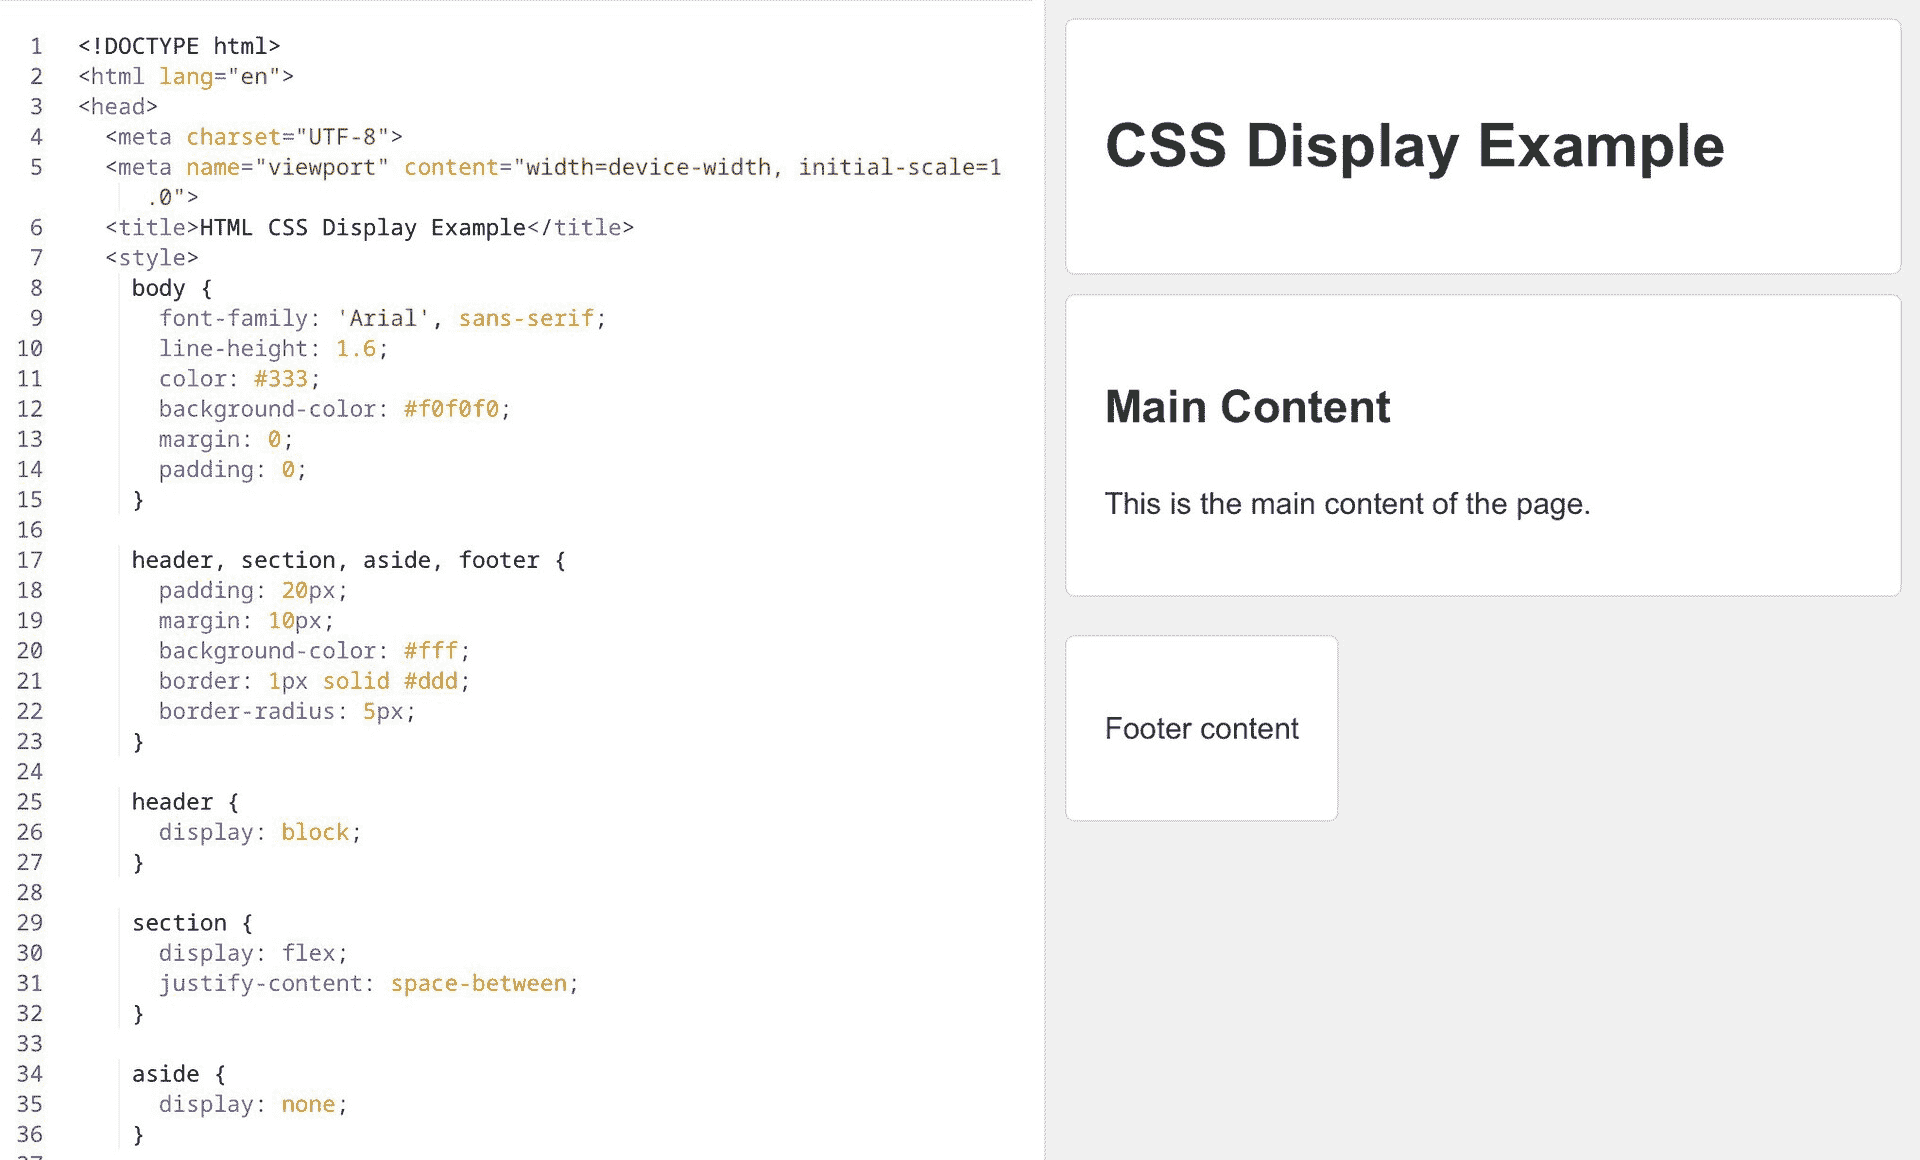 1 <!DOCTYPE html>
2 <html lang="en">
3 <head>
4 <meta charset="UTF-8">
5 <meta name="viewport" content="width=device-width, initial-scale=1
.0">
6 <title>HTML CSS Display Example</title>
7 <style>
8 body {
9 font-family: 'Arial', sans-serif;
10 line-height: 1.6;
11 color: #333;
12 background-color: #f0f0f0;
13 margin: 0;
14 padding: 0;
15 }
16
17 header, section, aside, footer {
18 padding: 20px;
19 margin: 10px;
20 background-color: #fff;
21 border: 1px solid #ddd;
22 border-radius: 5px;
23 }
24
25 header {
26 display: block;
27 }
28
29 section {
30 display: flex;
31 justify-content: space-between;
32 }
33
34 aside {
35 display: none;
36 }
CSS Display Example
Main Content
This is the main content of the page.
Footer content